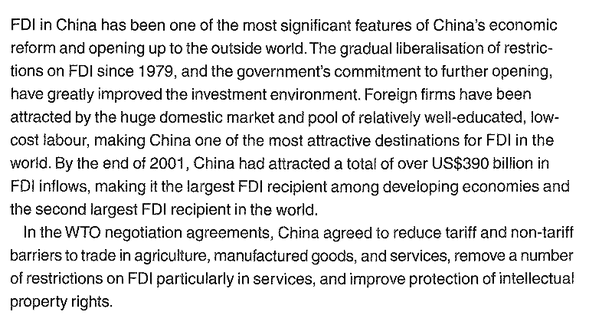 FDI in China has been one of the most significant features of China's economic
reform and opening up to the outside world. The gradual liberalisation of restric-
tions on FDI since 1979, and the government's commitment to further opening,
have greatly improved the investment environment. Foreign firms have been
attracted by the huge domestic market and pool of relatively well-educated, low-
cost labour, making China one of the most attractive destinations for FDI in the
world. By the end of 2001, China had attracted a total of over US$390 billion in
FDI inflows, making it the largest FDI recipient among developing economies and
the second largest FDI recipient in the world.
In the WTO negotiation agreements, China agreed to reduce tariff and non-tariff
barriers to trade in agriculture, manufactured goods, and services, remove a number
of restrictions on FDI particularly in services, and improve protection of intellectual
property rights.